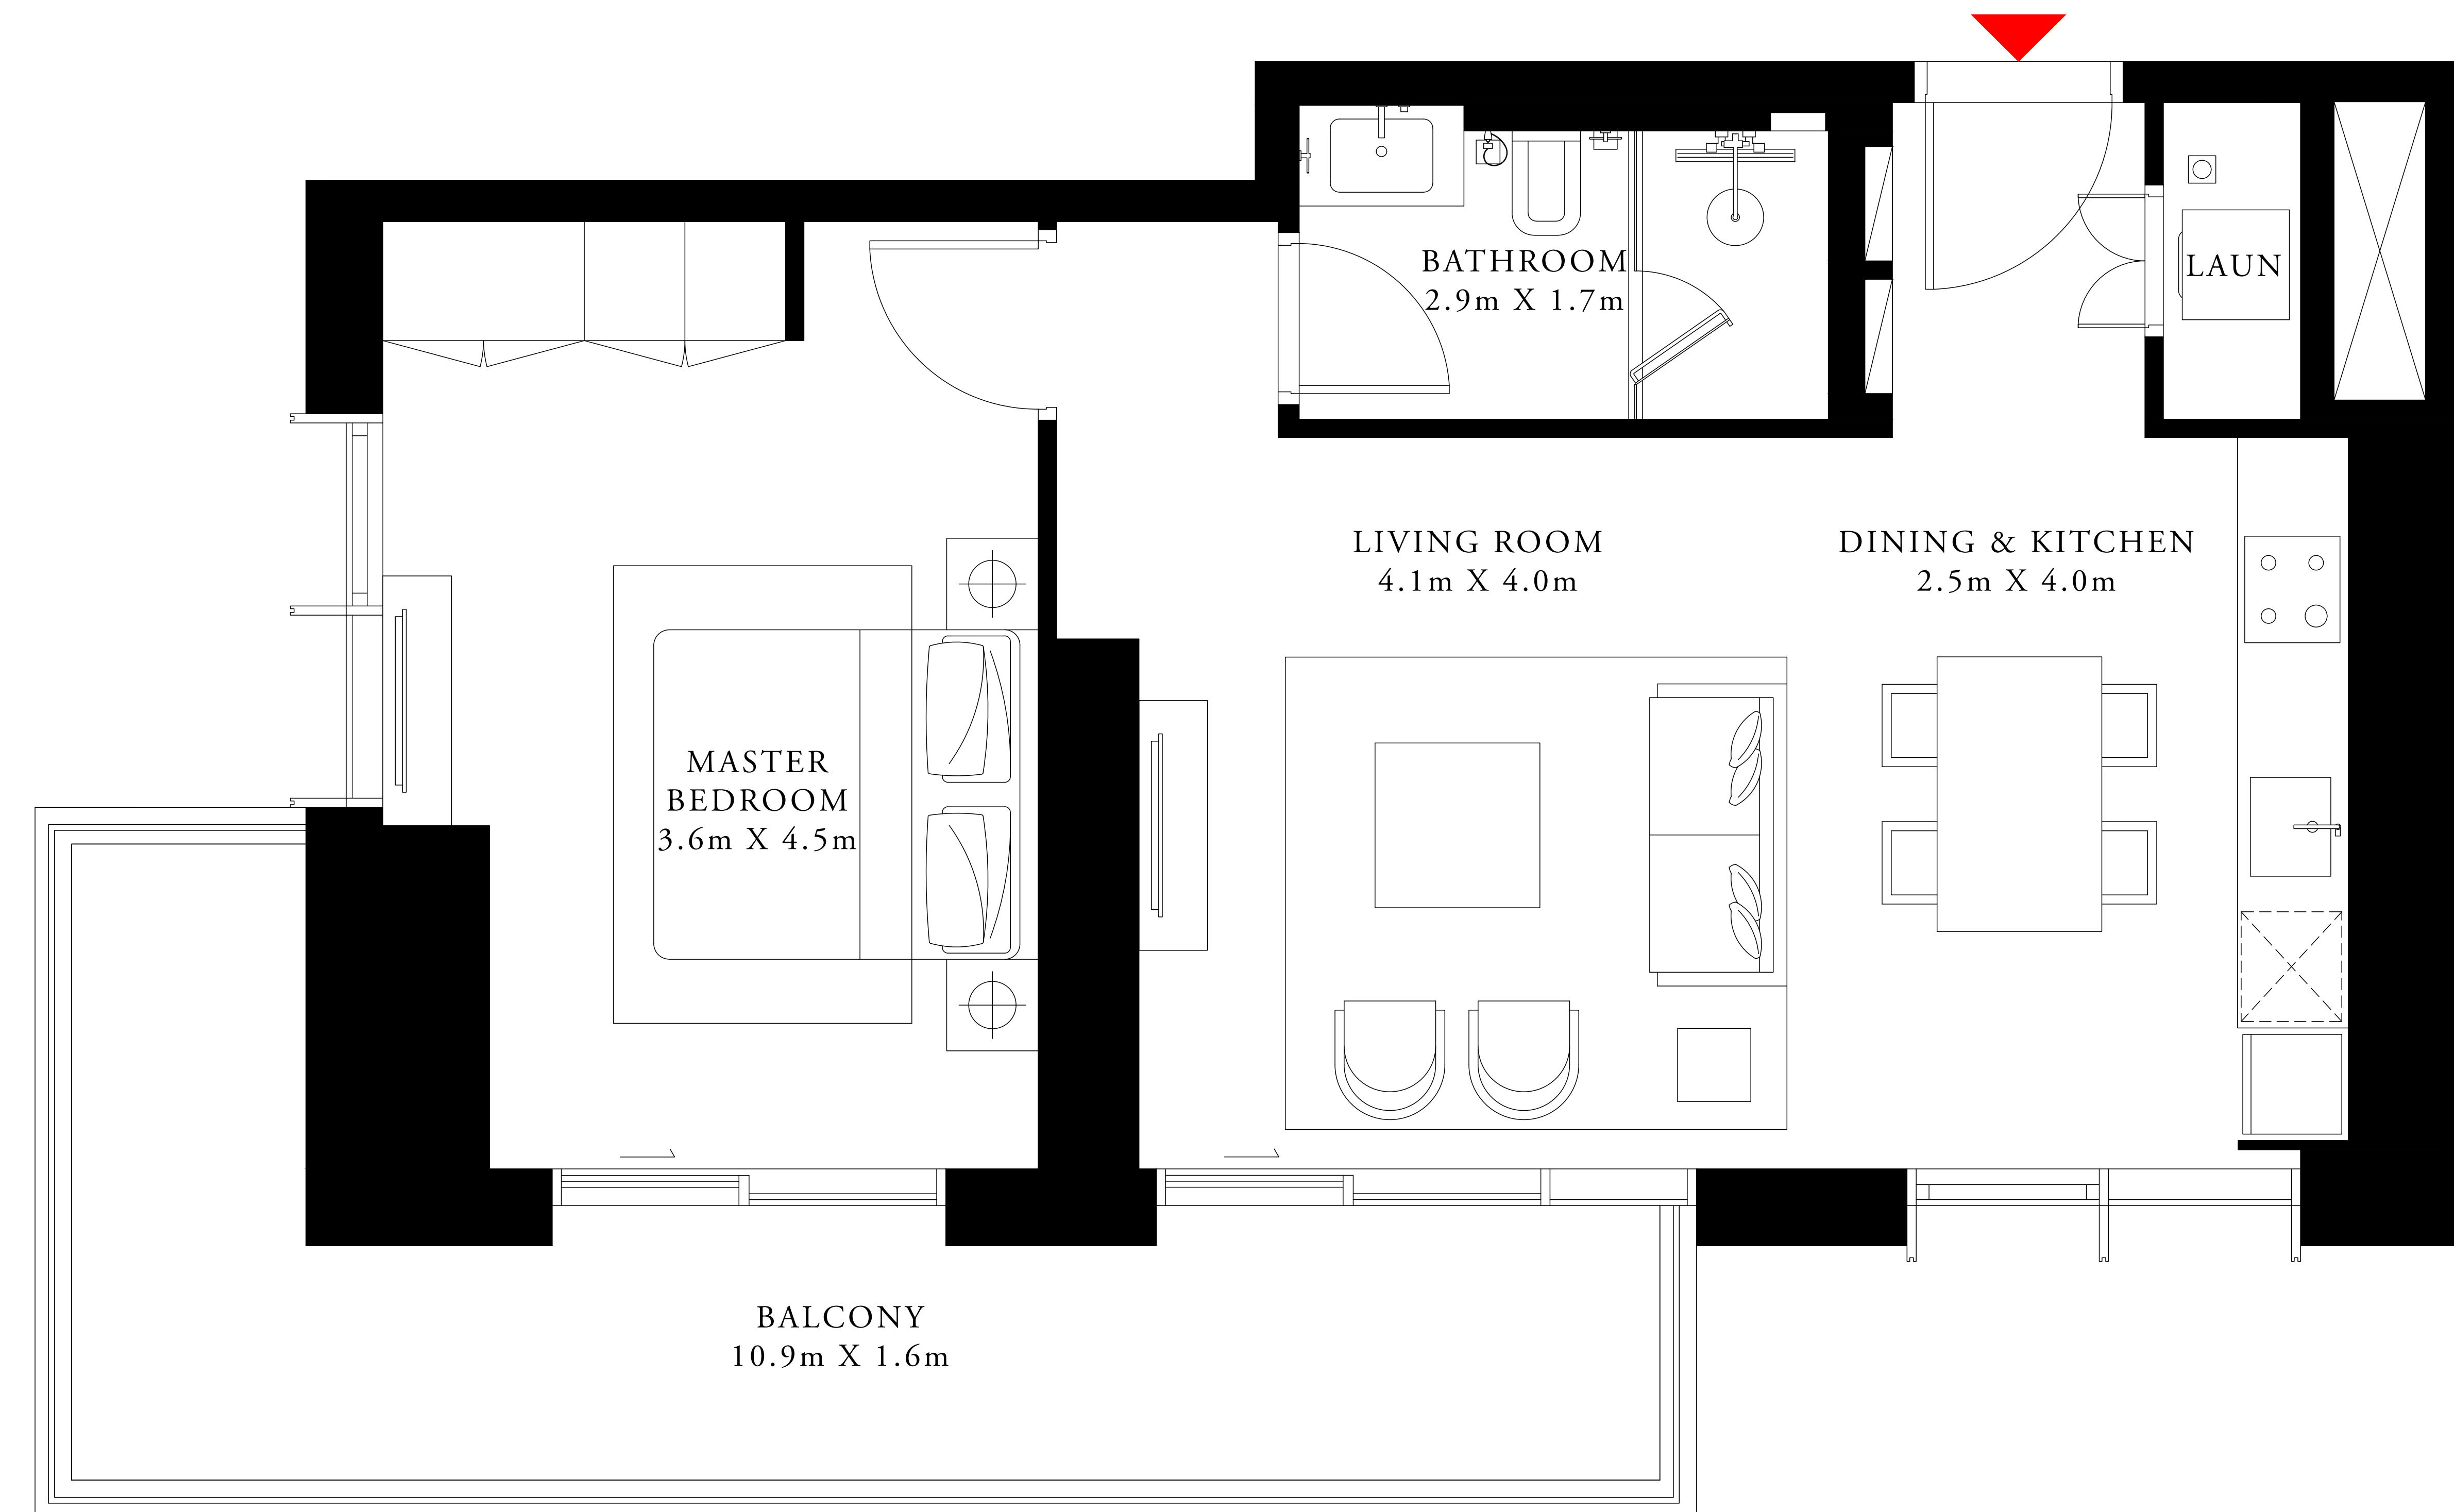 BATHROOM
2.9m X 1.7m
LAUN
LIVING ROOM
4.1m X 4.0m
DINING & KITCHEN
2.5m X 4.0m
MASTER
BEDROOM
3.6m X 4.5m
BALCONY
10.9m X 1.6m